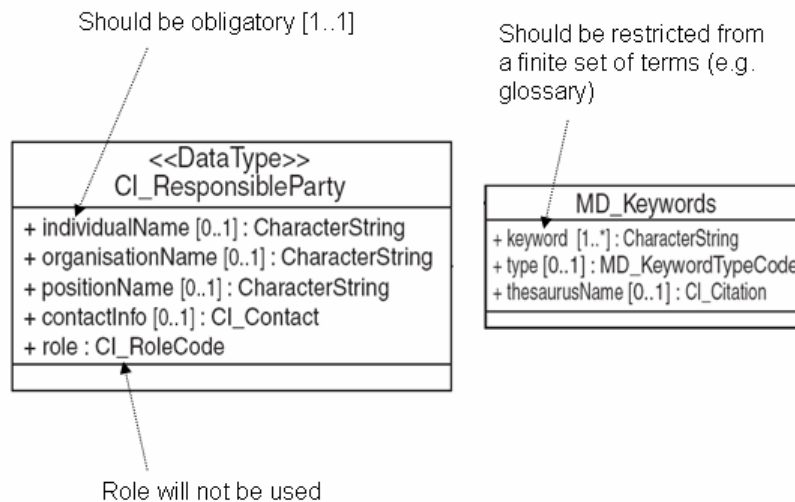 Should be obligatory [1..1]
Should be restricted from
a finite set of terms (e.g.
glossary)
<<DataType>>
CI_ResponsibleParty
+ individualName [0..1] : CharacterString
+ organisationName [0..1] : CharacterString
+ positionName [0..1] : CharacterString
+ contactInfo [0..1] : CI_Contact
+ role : CI_RoleCode
MD_Keywords
+ keyword [1..*] : CharacterString
+ type [0..1] : MD_KeywordTypeCode
+ thesaurusName [0..1] : CI_Citation
Role will not be used